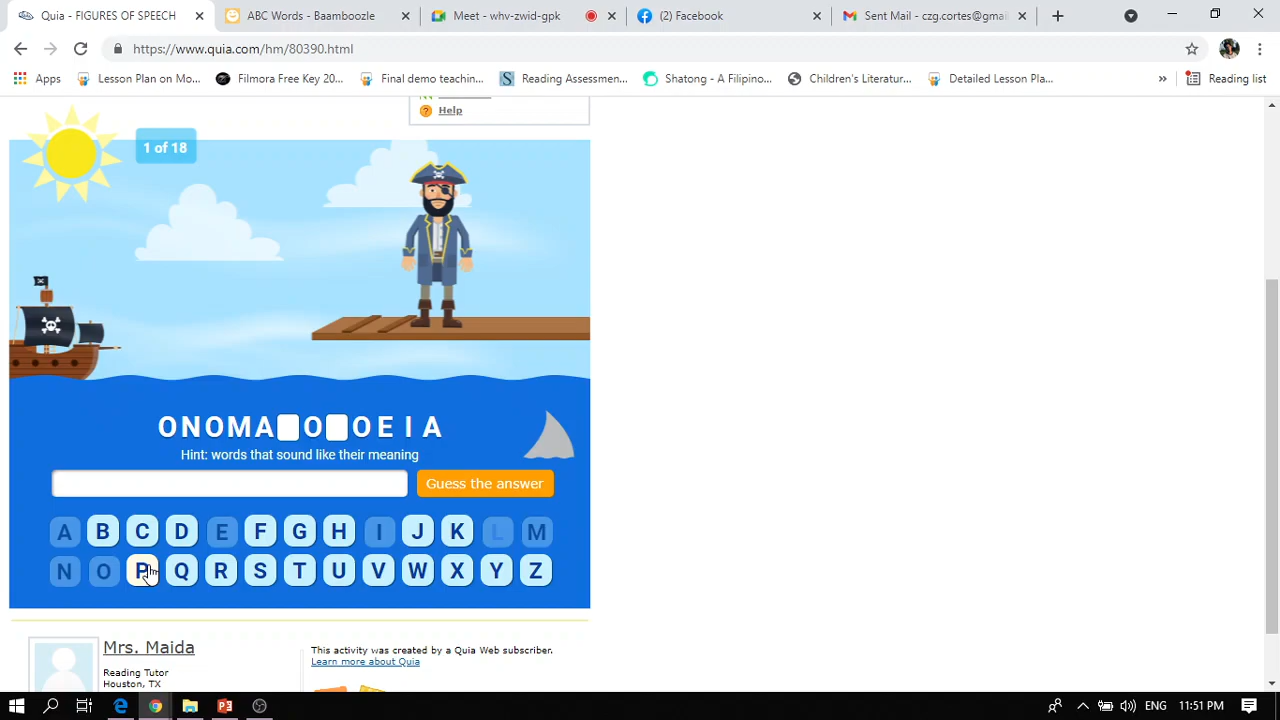 Quia - FIGURES OF SPEECH
ABC Words - Baamboozle
Meet - whv-zwid-gpk
(2) Facebook
Sent Mail - czg.cortes@gmai
https://www.quia.com/hm/80390.html
Apps
Lesson Plan on Mo...
Filmora Free Key 20...
Final demo teachin...
Reading Assessmen...
Shatong - A Filipino...
Children's Literatur...
Detailed Lesson Pla...
»
Reading list
Help
1 of 18
ONOMA O OEIA
Hint: words that sound like their meaning
Guess the answer
A B C D E F G H I J K L M
N O P Q R S T U V W X Y Z
Mrs. Maida
Reading Tutor
Houston, TX
This activity was created by a Quia Web subscriber.
Learn more about Quia
ENG
11:51 PM